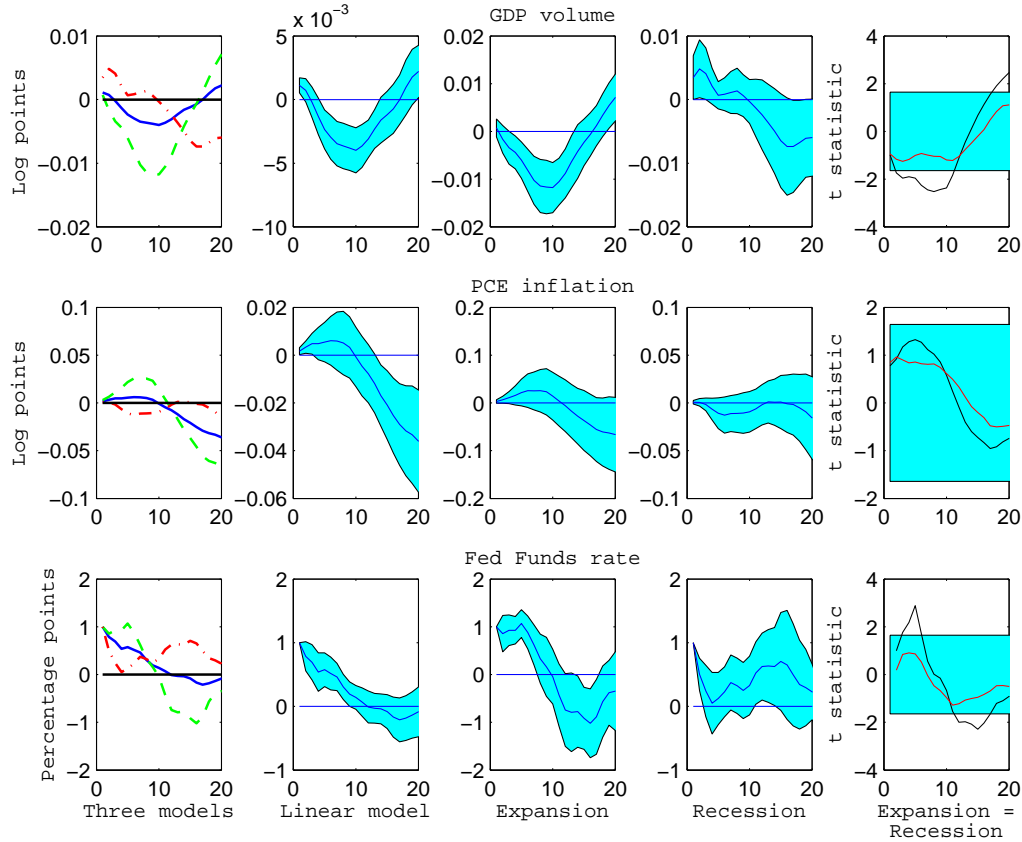 GDP volume
x 10⁻³
Log points
0.01
0
−0.01
−0.02
0 10 20
5
0
−5
−10
0 10 20
0.02
0.01
0
−0.01
−0.02
0 10 20
0.01
0
−0.01
−0.02
0 10 20
t statistic
4
2
0
−2
−4
0 10 20
PCE inflation
Log points
0.1
0.05
0
−0.05
−0.1
0 10 20
0.02
0
−0.02
−0.04
−0.06
0 10 20
0.2
0.1
0
−0.1
−0.2
0 10 20
0.1
0.05
0
−0.05
−0.1
0 10 20
t statistic
2
1
0
−1
−2
0 10 20
Fed Funds rate
Percentage points
2
1
0
−1
−2
0 10 20
Three models
2
1
0
−1
0 10 20
Linear model
2
1
0
−1
−2
0 10 20
Expansion
2
1
0
−1
0 10 20
Recession
t statistic
4
2
0
−2
−4
0 10 20
Expansion =
Recession